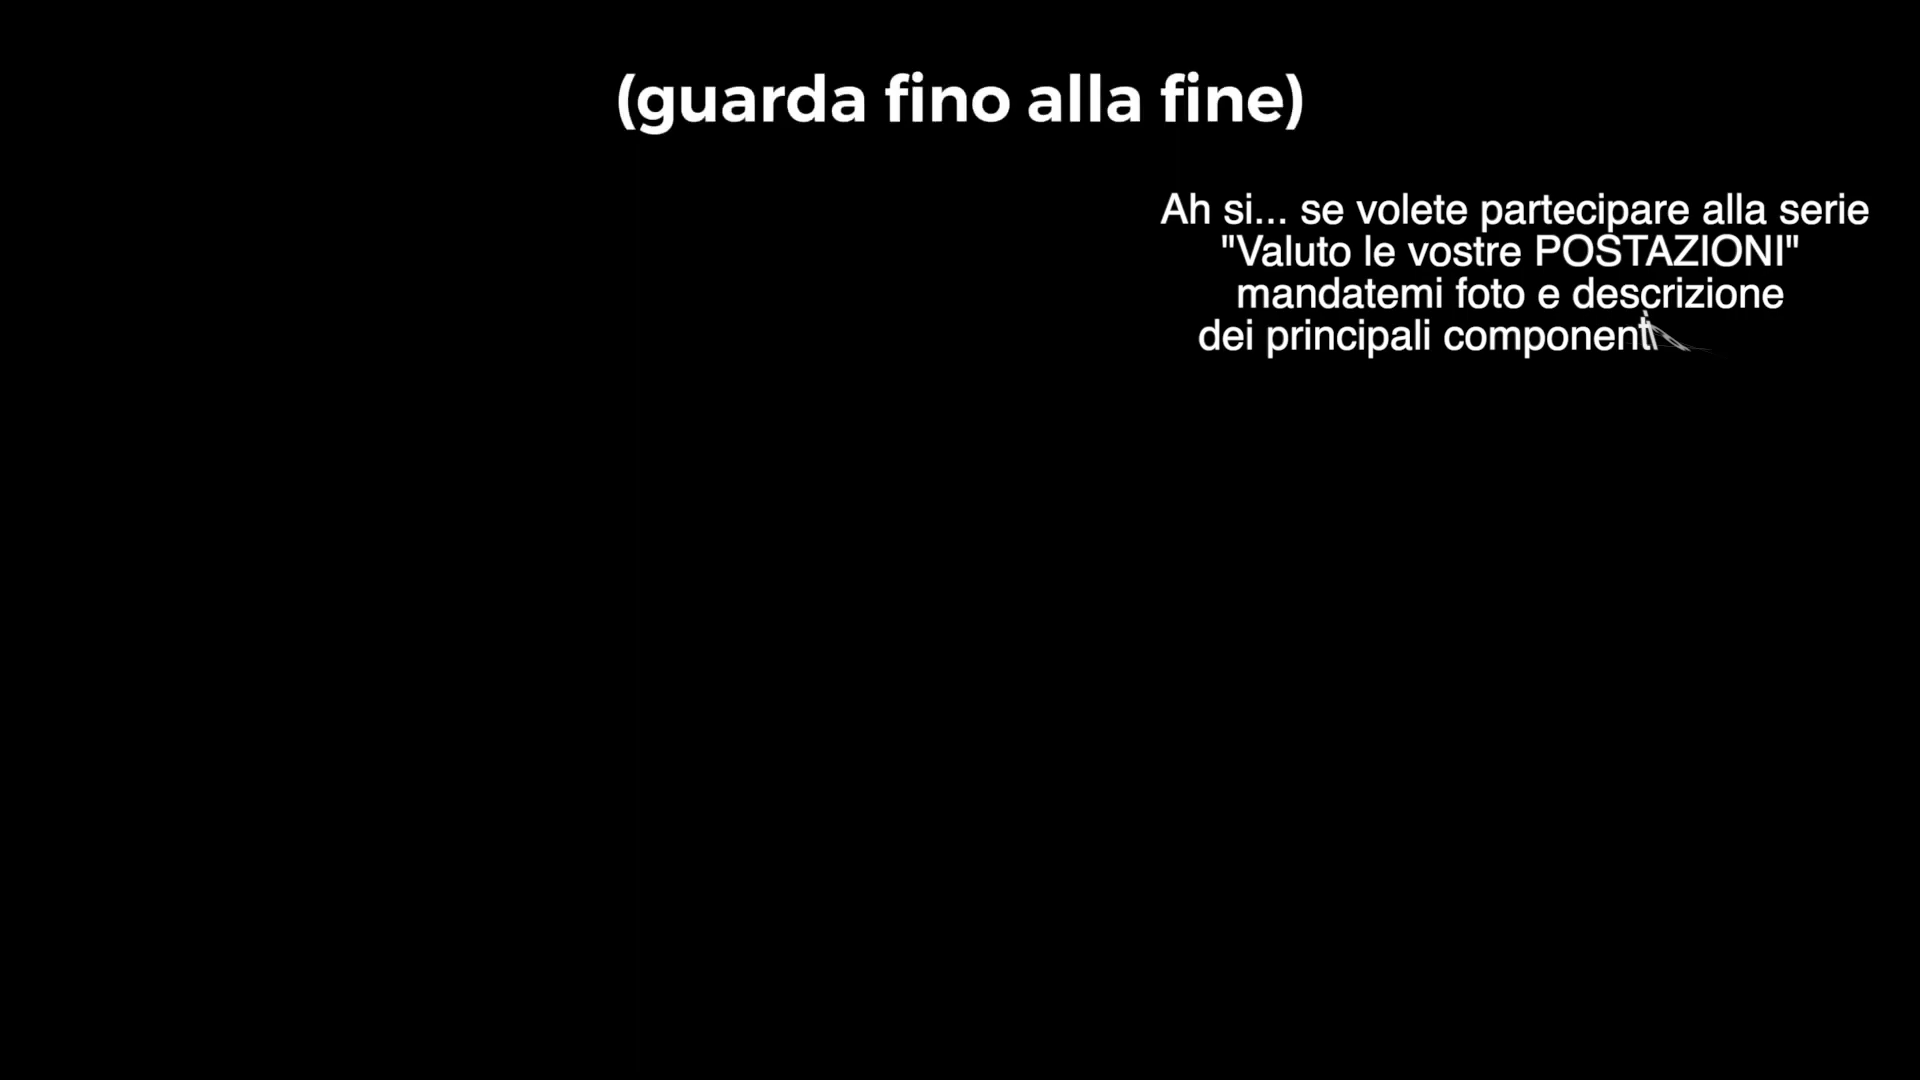 (guarda fino alla fine)
Ah si... se volete partecipare alla serie
"Valuto le vostre POSTAZIONI"
mandatemi foto e descrizione
dei principali